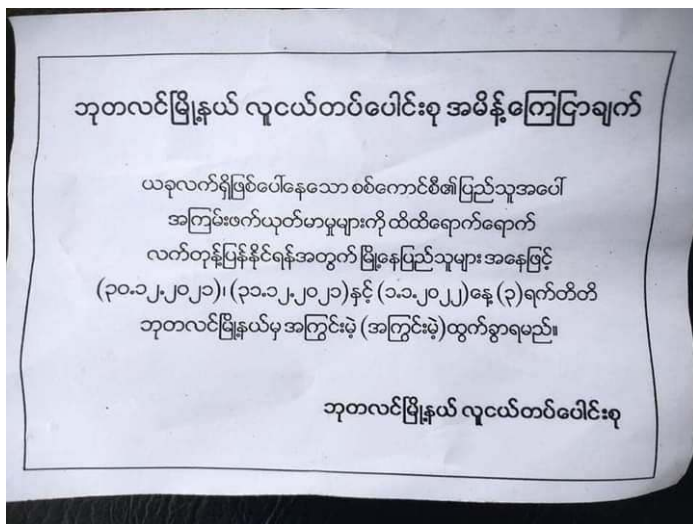 ဘုတလင်မြို့နယ် လူငယ်တပ်ပေါင်းစု အမိန့်ကြေငြာချက်
ယခုလက်ရှိဖြစ်ပေါ်နေသော စစ်ကောင်စီ၏ပြည်သူအပေါ်
အကြမ်းဖက်ယုတ်မာမှုများကို ထိထိရောက်ရောက်
လက်တုန့်ပြန်နိုင်ရန်အတွက် မြို့နေပြည်သူများ အနေဖြင့်
(၃၀.၁၂.၂၀၂၁)၊ (၃၁.၁၂.၂၀၂၁)နှင့် (၁.၁.၂၀၂၂)နေ့ (၃)ရက်တိတိ
ဘုတလင်မြို့နယ်မှ အကြွင်းမဲ့ (အကြွင်းမဲ့)ထွက်ခွာရမည်။
ဘုတလင်မြို့နယ် လူငယ်တပ်ပေါင်းစု